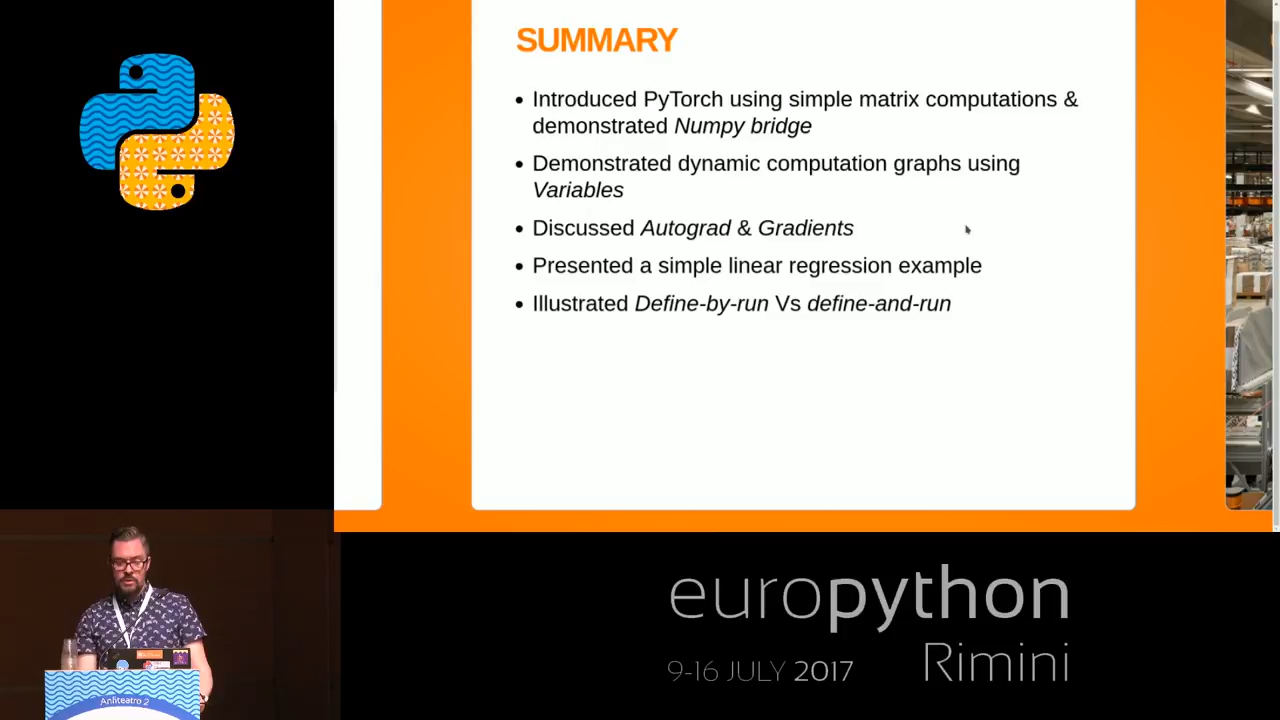 SUMMARY
• Introduced PyTorch using simple matrix computations &
demonstrated Numpy bridge
• Demonstrated dynamic computation graphs using
Variables
• Discussed Autograd & Gradients
• Presented a simple linear regression example
• Illustrated Define-by-run Vs define-and-run
europython
9-16 JULY 2017 Rimini
Anfiteatro 2